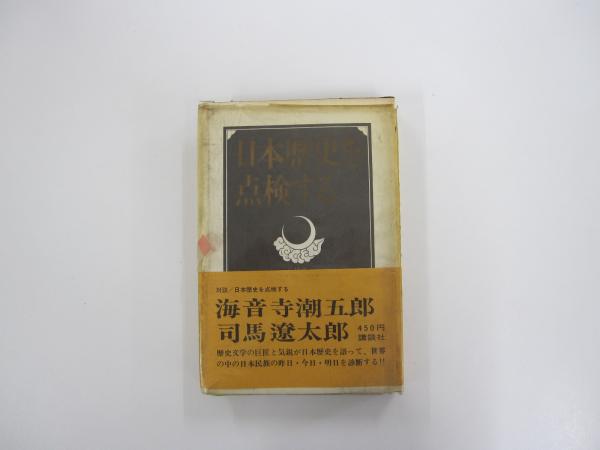 日本歴史を
点検する
対談/日本歴史を点検する
海音寺潮五郎
司馬遼太郎
450円
講談社
歴史文学の巨匠と気鋭が日本歴史を語って、世界
の中の日本民族の昨日・今日・明日を診断する!!